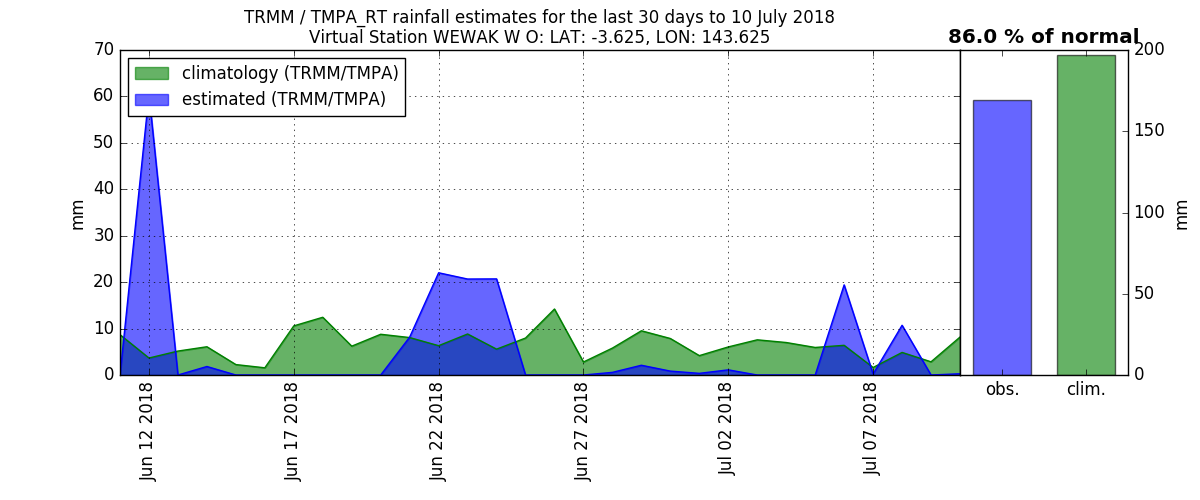 TRMM / TMPA_RT rainfall estimates for the last 30 days to 10 July 2018
Virtual Station WEWAK W O: LAT: -3.625, LON: 143.625
86.0 % of normal
climatology (TRMM/TMPA)
estimated (TRMM/TMPA)
70
60
50
40
30
20
10
0
mm
Jun 12 2018
Jun 17 2018
Jun 22 2018
Jun 27 2018
Jul 02 2018
Jul 07 2018
200
150
100
50
0
mm
obs.
clim.